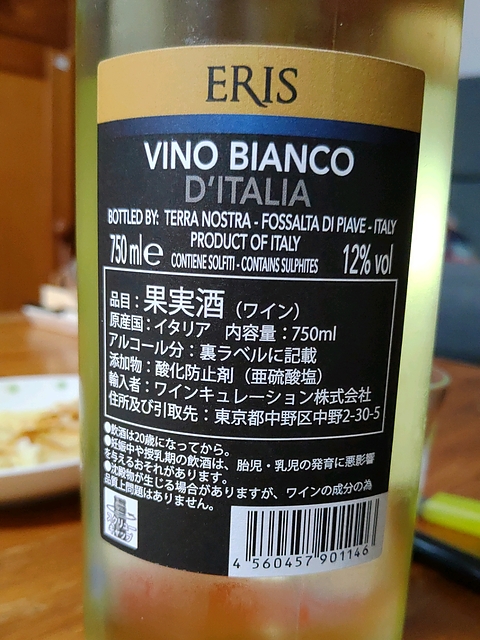 ERIS
VINO BIANCO
D'ITALIA
BOTTLED BY: TERRA NOSTRA - FOSSALTA DI PIAVE - ITALY
PRODUCT OF ITALY
750 ml e CONTIENE SOLFITI - CONTAINS SULPHITES 12% vol
品目：果実酒（ワイン）
原産国：イタリア 内容量：750ml
アルコール分：裏ラベルに記載
添加物：酸化防止剤（亜硫酸塩）
輸入者：ワインキュレーション株式会社
住所及び引取先：東京都中野区中野2-30-5
●飲酒は20歳になってから。
●妊娠中や授乳期の飲酒は、胎児・乳児の発育に悪影響
を与えるおそれがあります。
●沈殿物が生じる場合がありますが、ワインの成分の為
品質上問題はありません。
4 560457 901146